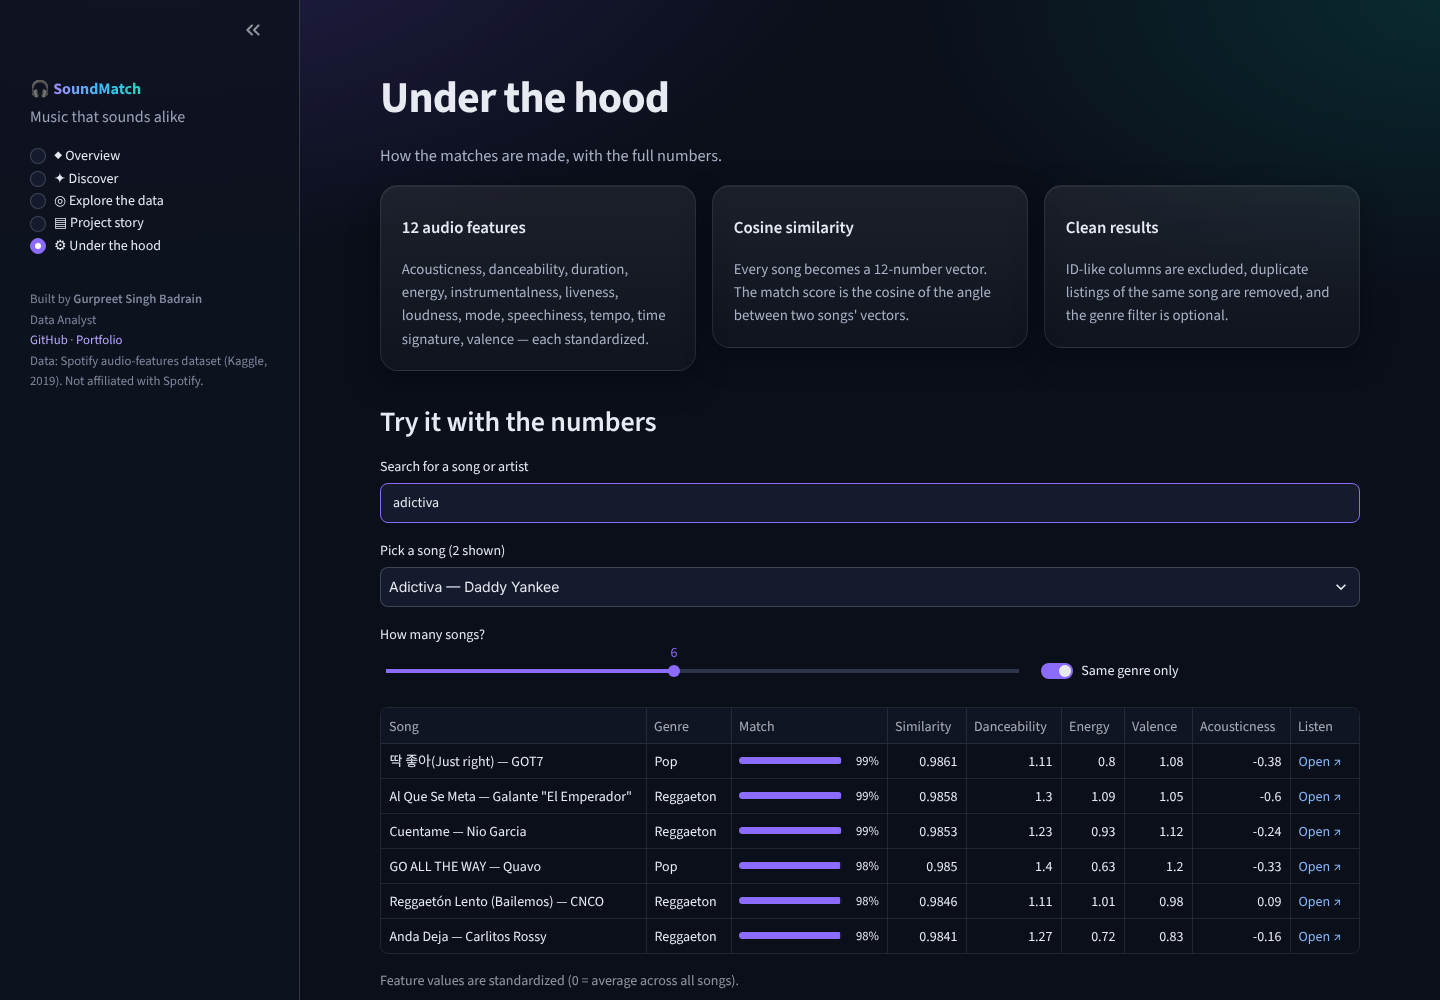 🎧 SoundMatch
Music that sounds alike
◆ Overview
✦ Discover
◎ Explore the data
▤ Project story
⚙ Under the hood
Built by Gurpreet Singh Badrain
Data Analyst
GitHub · Portfolio
Data: Spotify audio-features dataset (Kaggle,
2019). Not affiliated with Spotify.
Under the hood
How the matches are made, with the full numbers.
12 audio features
Acousticness, danceability, duration,
energy, instrumentalness, liveness,
loudness, mode, speechiness, tempo, time
signature, valence — each standardized.
Cosine similarity
Every song becomes a 12-number vector.
The match score is the cosine of the angle
between two songs' vectors.
Clean results
ID-like columns are excluded, duplicate
listings of the same song are removed, and
the genre filter is optional.
Try it with the numbers
Search for a song or artist
adictiva
Pick a song (2 shown)
Adictiva — Daddy Yankee
How many songs?
6
Same genre only
Song Genre Match Similarity Danceability Energy Valence Acousticness Listen
딱 좋아(Just right) — GOT7 Pop 99% 0.9861 1.11 0.8 1.08 -0.38 Open ↗
Al Que Se Meta — Galante "El Emperador" Reggaeton 99% 0.9858 1.3 1.09 1.05 -0.6 Open ↗
Cuentame — Nio Garcia Reggaeton 99% 0.9853 1.23 0.93 1.12 -0.24 Open ↗
GO ALL THE WAY — Quavo Pop 98% 0.985 1.4 0.63 1.2 -0.33 Open ↗
Reggaetón Lento (Bailemos) — CNCO Reggaeton 98% 0.9846 1.11 1.01 0.98 0.09 Open ↗
Anda Deja — Carlitos Rossy Reggaeton 98% 0.9841 1.27 0.72 0.83 -0.16 Open ↗
Feature values are standardized (0 = average across all songs).